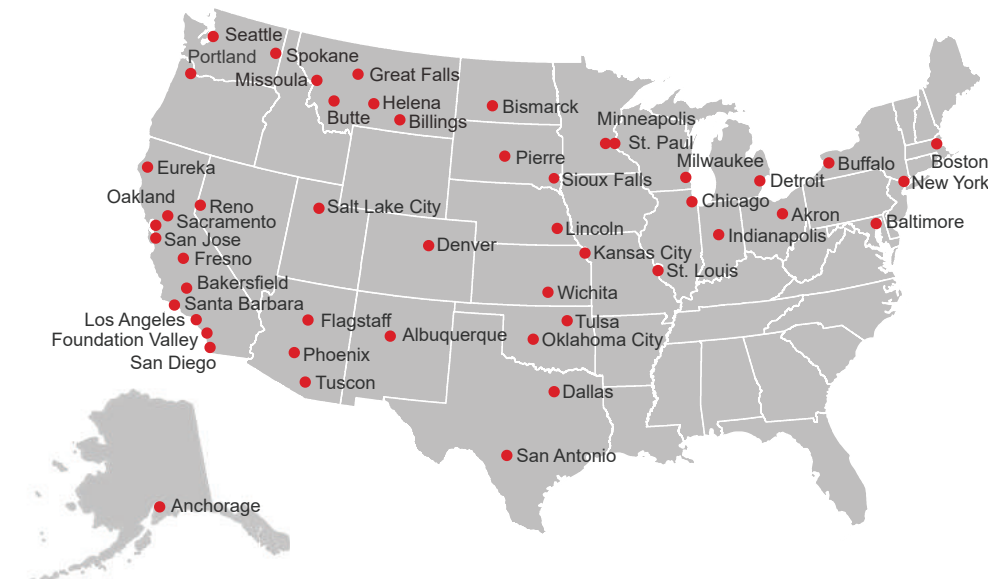 Seattle
Portland
Spokane
Missoula
Great Falls
Helena
Butte
Billings
Bismarck
Minneapolis
St. Paul
Pierre
Sioux Falls
Milwaukee
Chicago
Detroit
Buffalo
Boston
New York
Eureka
Oakland
Reno
Sacramento
San Jose
Salt Lake City
Akron
Baltimore
Lincoln
Indianapolis
Denver
Kansas City
Fresno
St. Louis
Bakersfield
Santa Barbara
Wichita
Los Angeles
Flagstaff
Tulsa
Foundation Valley
Albuquerque
Oklahoma City
San Diego
Phoenix
Tuscon
Dallas
San Antonio
Anchorage